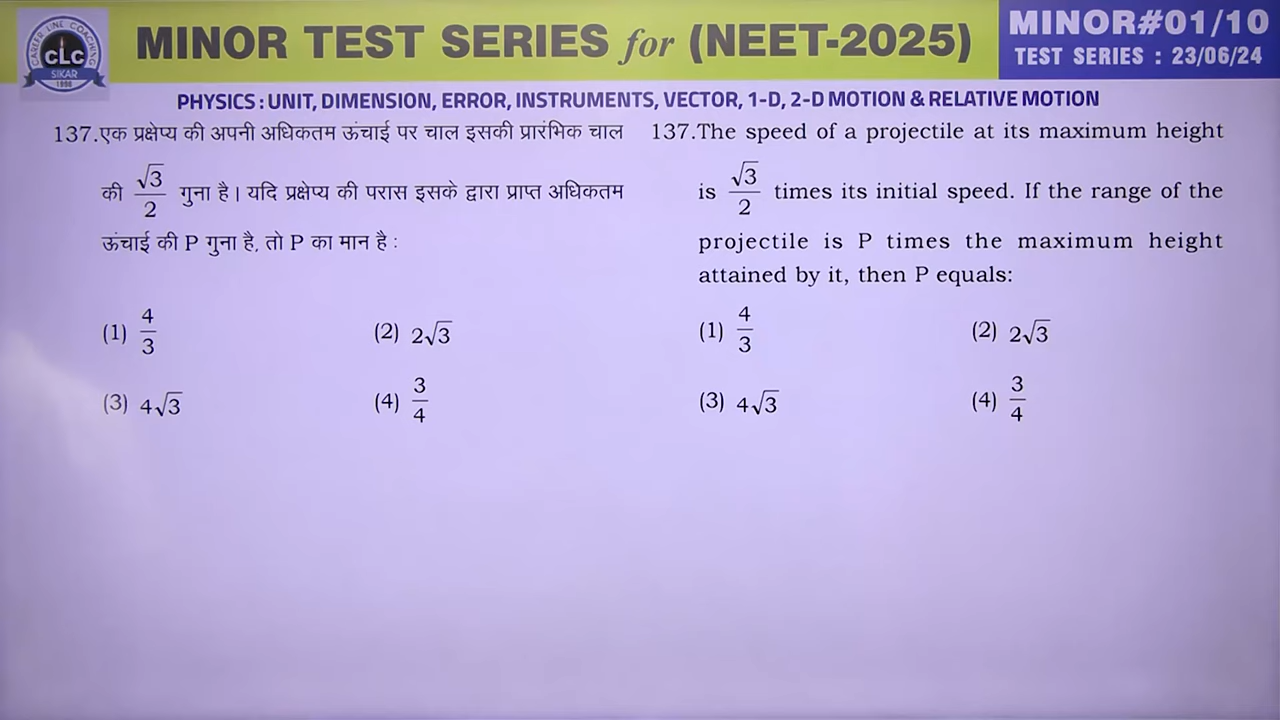 CAREER LINE COACHING
CLC
SIKAR
1996
MINOR TEST SERIES for (NEET-2025)
MINOR#01/10
TEST SERIES : 23/06/24
PHYSICS : UNIT, DIMENSION, ERROR, INSTRUMENTS, VECTOR, 1-D, 2-D MOTION & RELATIVE MOTION
137.एक प्रक्षेप्य की अपनी अधिकतम ऊंचाई पर चाल इसकी प्रारंभिक चाल
की √3/2 गुना है। यदि प्रक्षेप्य की परास इसके द्वारा प्राप्त अधिकतम
ऊंचाई की P गुना है, तो P का मान है :
(1) 4/3 (2) 2√3
(3) 4√3 (4) 3/4
137.The speed of a projectile at its maximum height
is √3/2 times its initial speed. If the range of the
projectile is P times the maximum height
attained by it, then P equals:
(1) 4/3 (2) 2√3
(3) 4√3 (4) 3/4